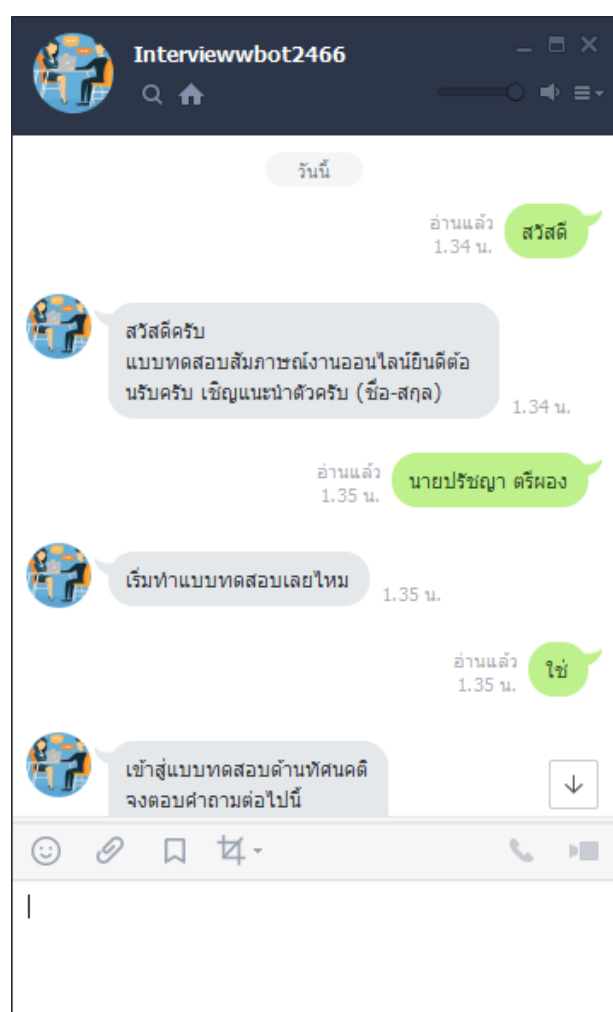 Interviewwbot2466
วันนี้
อ่านแล้ว
1.34 น.
สวัสดี
สวัสดีครับ
แบบทดสอบสัมภาษณ์งานออนไลน์ยินดีต้อ
นรับครับ เชิญแนะนำตัวครับ (ชื่อ-สกุล)
1.34 น.
อ่านแล้ว
1.35 น.
นายปรัชญา ตรีผอง
เริ่มทำแบบทดสอบเลยไหม
1.35 น.
อ่านแล้ว
1.35 น.
ใช่
เข้าสู่แบบทดสอบด้านทัศนคติ
จงตอบคำถามต่อไปนี้